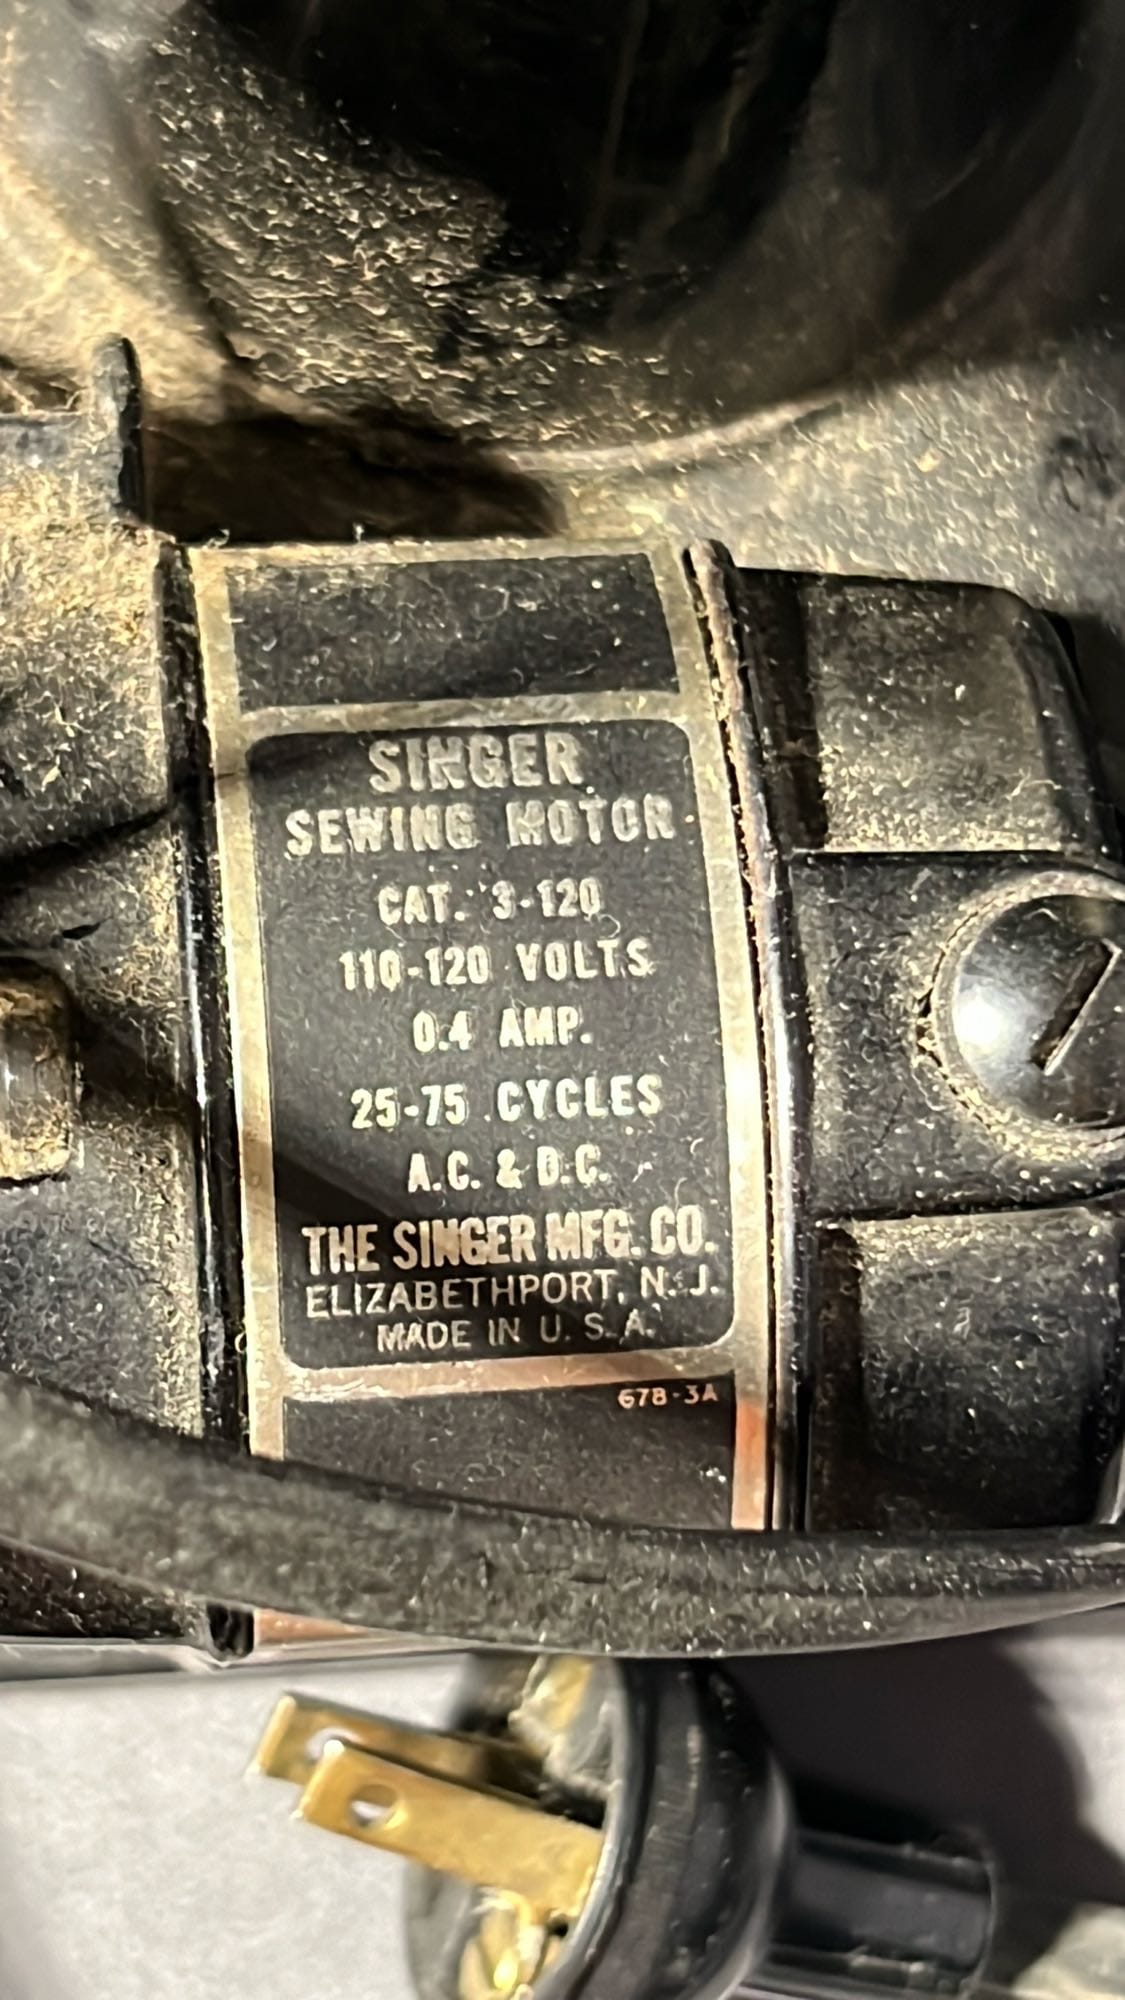 SINGER
SEWING MOTOR
CAT. 3-120
110-120 VOLTS
0.4 AMP.
25-75 CYCLES
A.C. & D.C.
THE SINGER MFG. CO.
ELIZABETHPORT, N. J.
MADE IN U. S. A.
678-3A